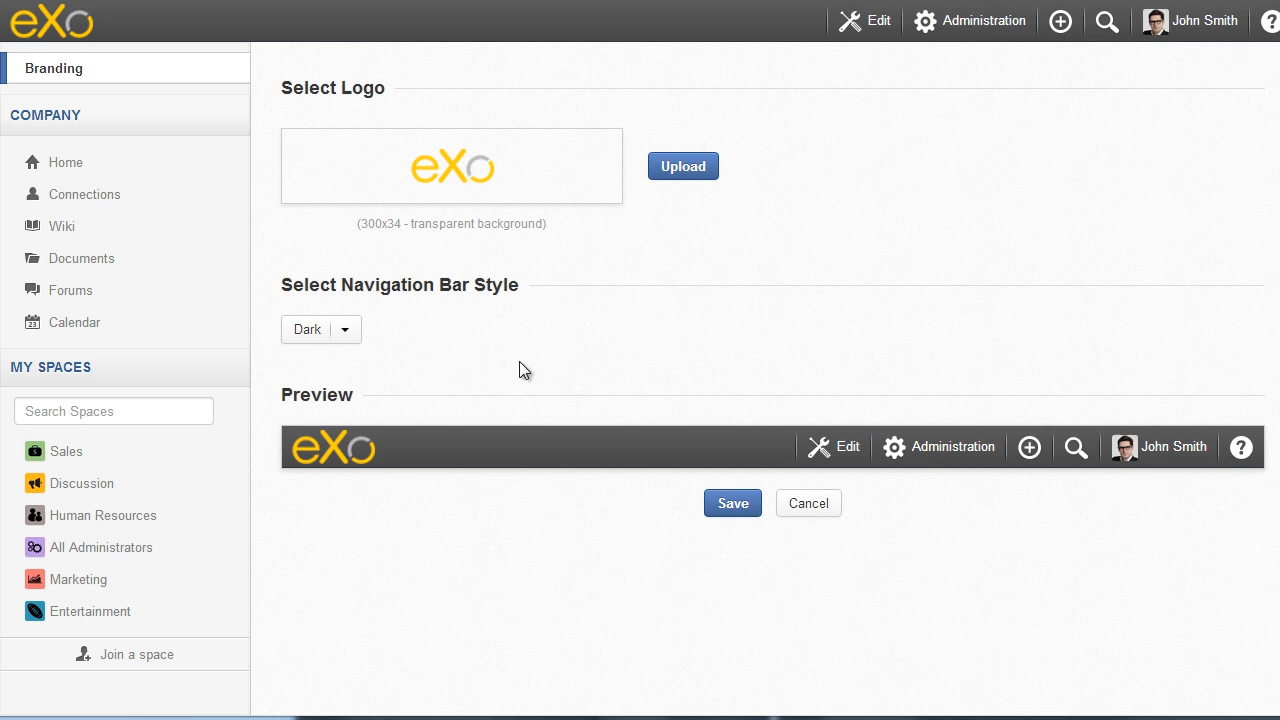 eXo
Edit
Administration
John Smith
?
Branding
COMPANY
Home
Connections
Wiki
Documents
Forums
23
Calendar
MY SPACES
Search Spaces
Sales
Discussion
Human Resources
All Administrators
Marketing
Entertainment
Join a space
Select Logo
eXo
Upload
(300x34 - transparent background)
Select Navigation Bar Style
Dark
Preview
eXo
Edit
Administration
John Smith
?
Save
Cancel